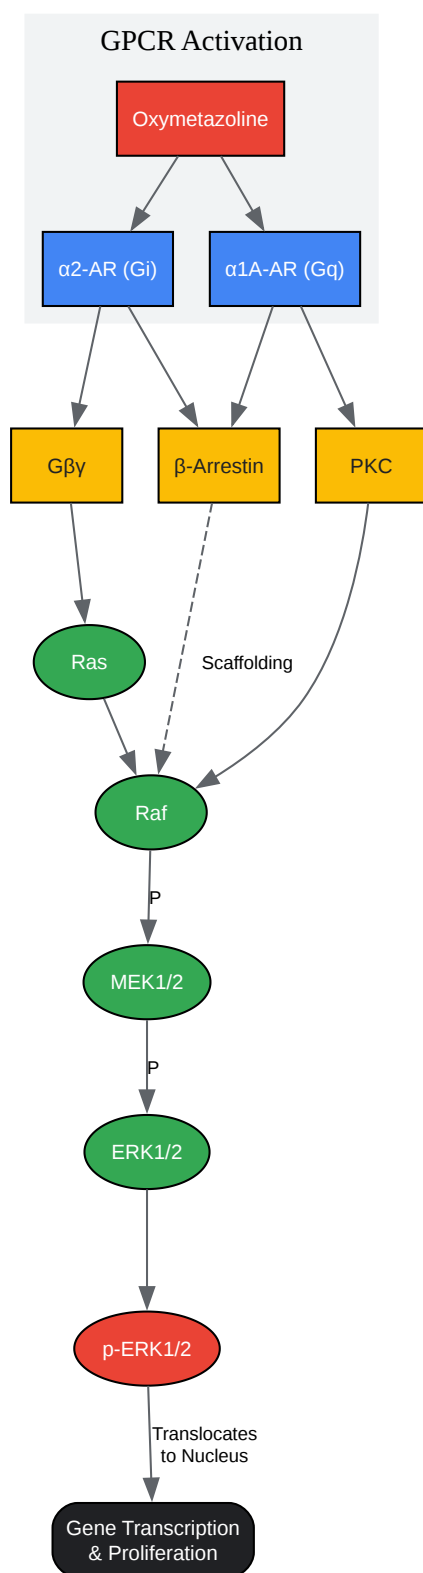 GPCR Activation
Oxymetazoline
α2-AR (Gi)
α1A-AR (Gq)
Gβγ
β-Arrestin
PKC
Ras
Scaffolding
Raf
P
MEK1/2
P
ERK1/2
p-ERK1/2
Translocates
to Nucleus
Gene Transcription
& Proliferation